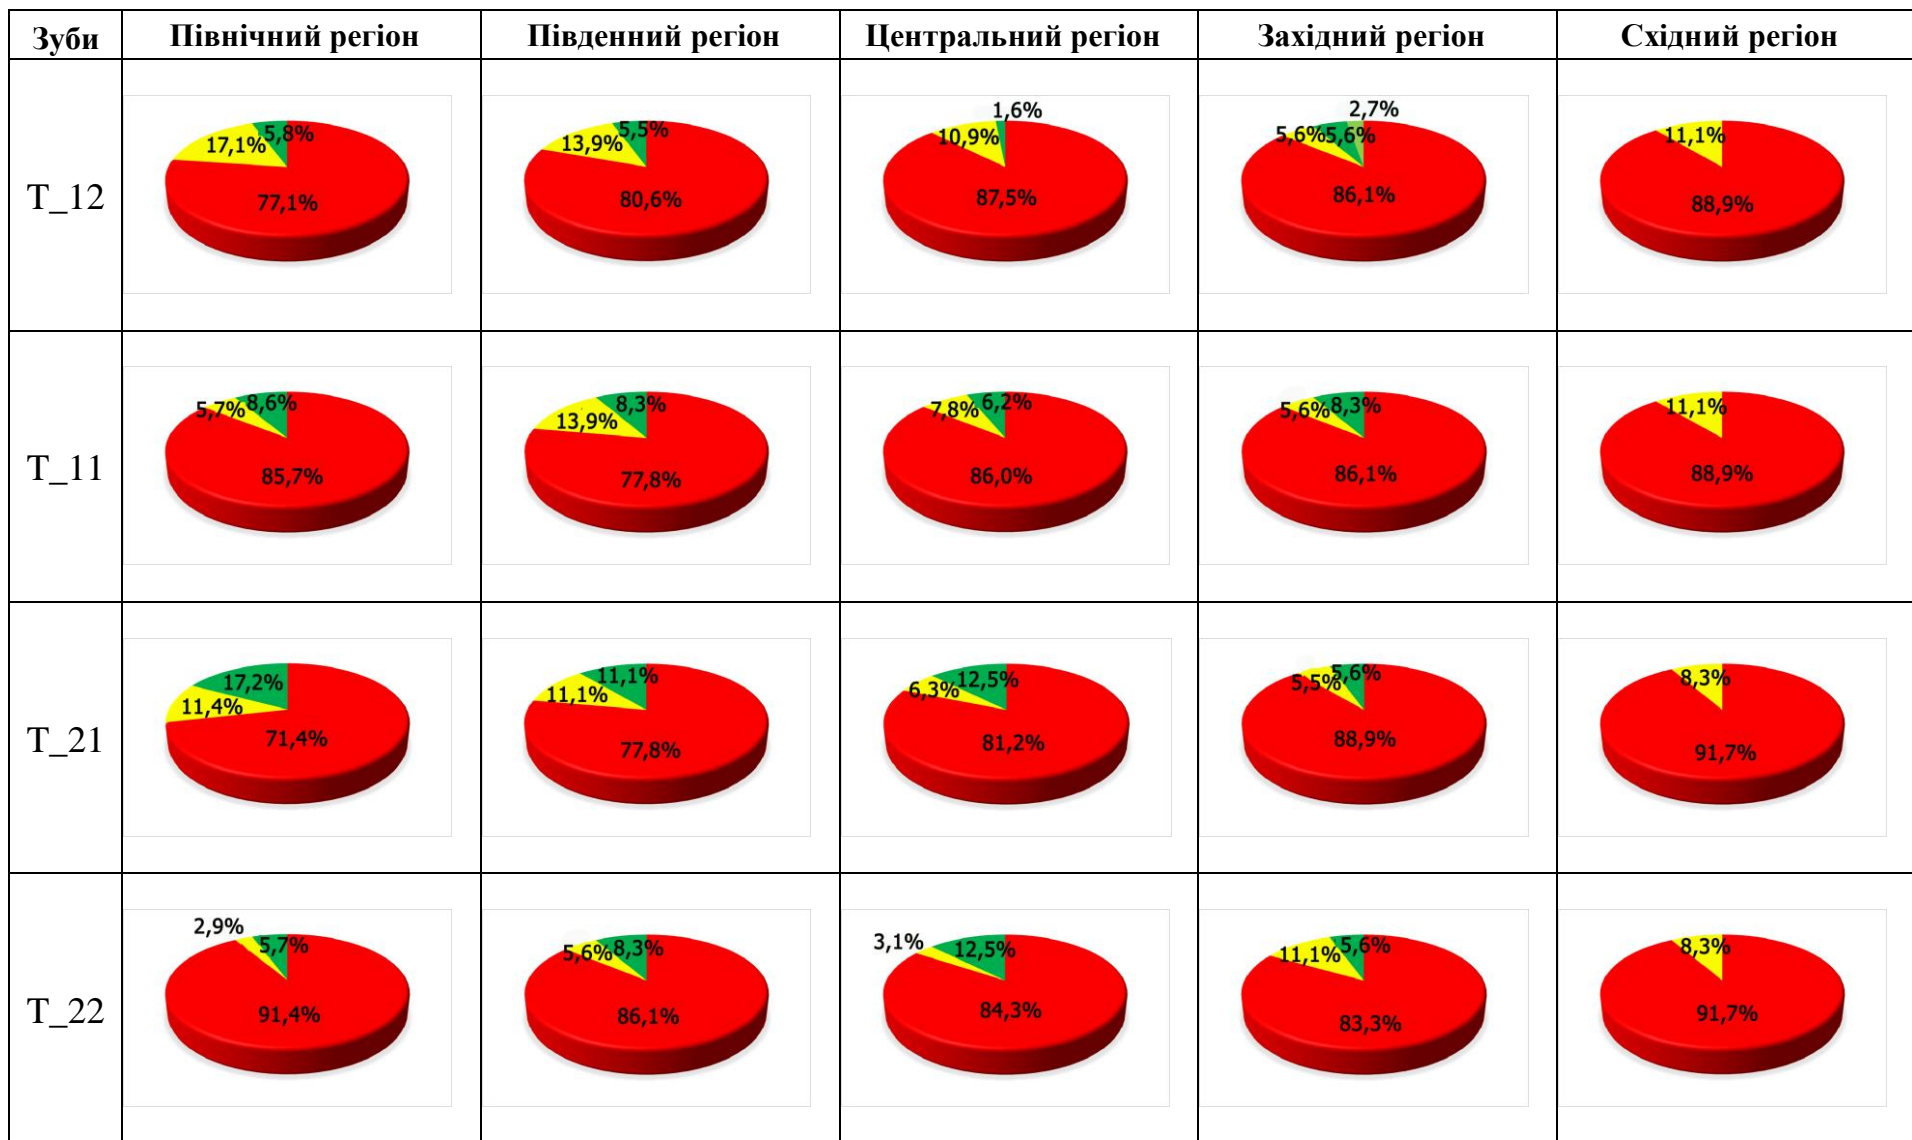 Зуби Північний регіон Південний регіон Центральний регіон Західний регіон Східний регіон
T_12
17,1% 5,8% 77,1%
13,9% 5,5% 80,6%
1,6% 10,9% 87,5%
2,7% 5,6% 5,6% 86,1%
11,1% 88,9%
T_11
5,7% 8,6% 85,7%
13,9% 8,3% 77,8%
7,8% 6,2% 86,0%
5,6% 8,3% 86,1%
11,1% 88,9%
T_21
17,2% 11,4% 71,4%
11,1% 11,1% 77,8%
6,3% 12,5% 81,2%
5,5% 5,6% 88,9%
8,3% 91,7%
T_22
2,9% 5,7% 91,4%
5,6% 8,3% 86,1%
3,1% 12,5% 84,3%
11,1% 5,6% 83,3%
8,3% 91,7%